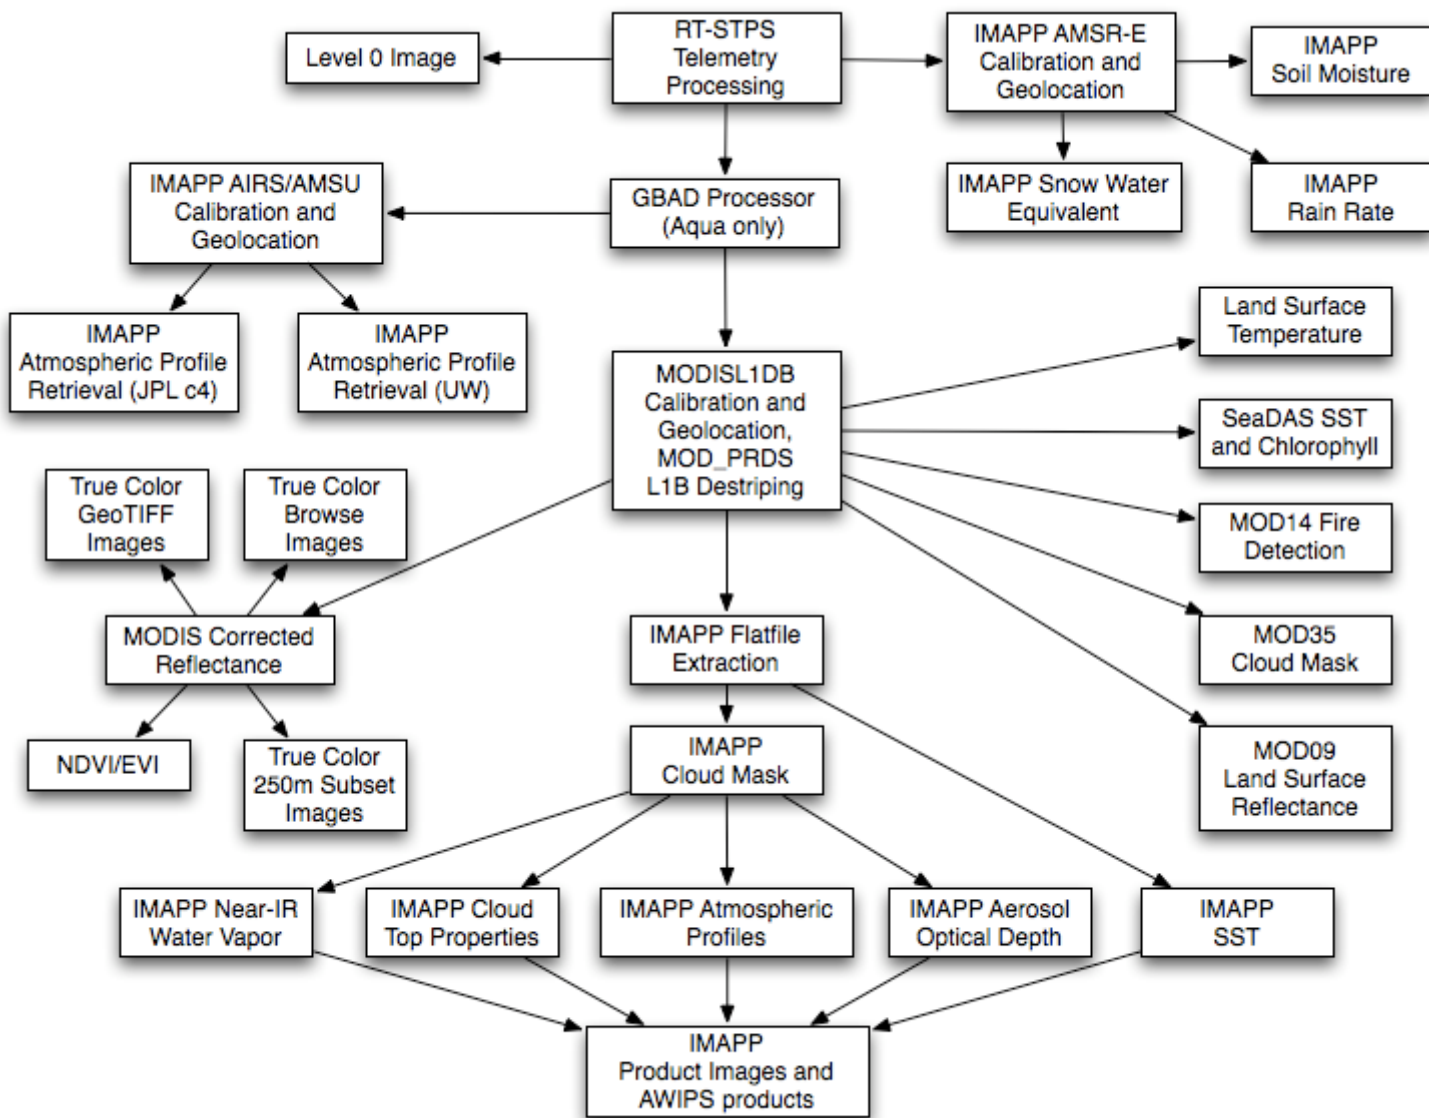 RT-STPS
Telemetry
Processing
Level 0 Image
IMAPP AMSR-E
Calibration and
Geolocation
IMAPP
Soil Moisture
IMAPP AIRS/AMSU
Calibration and
Geolocation
GBAD Processor
(Aqua only)
IMAPP Snow Water
Equivalent
IMAPP
Rain Rate
IMAPP
Atmospheric Profile
Retrieval (JPL c4)
IMAPP
Atmospheric Profile
Retrieval (UW)
MODISL1DB
Calibration and
Geolocation,
MOD_PRDS
L1B Destriping
Land Surface
Temperature
SeaDAS SST
and Chlorophyll
MOD14 Fire
Detection
MOD35
Cloud Mask
MOD09
Land Surface
Reflectance
True Color
GeoTIFF
Images
True Color
Browse
Images
MODIS Corrected
Reflectance
NDVI/EVI
True Color
250m Subset
Images
IMAPP Flatfile
Extraction
IMAPP
Cloud Mask
IMAPP Near-IR
Water Vapor
IMAPP Cloud
Top Properties
IMAPP Atmospheric
Profiles
IMAPP Aerosol
Optical Depth
IMAPP
SST
IMAPP
Product Images and
AWIPS products